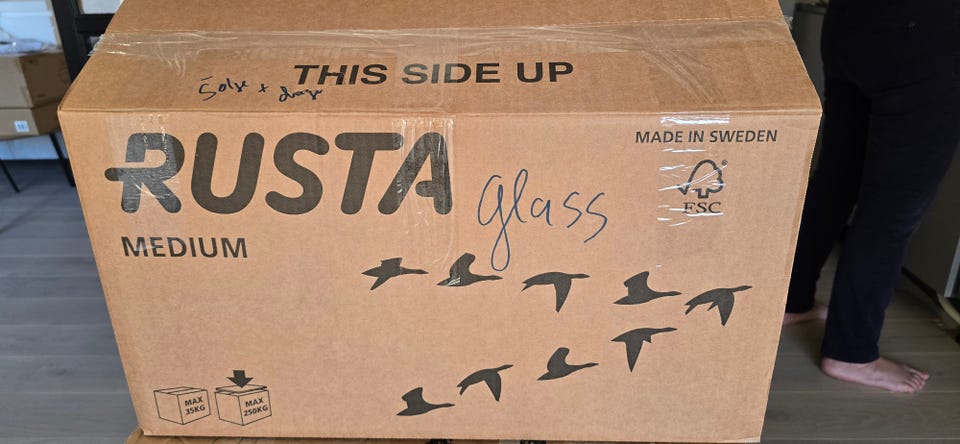 THIS SIDE UP
RUSTA
MADE IN SWEDEN
FSC
glass
MEDIUM
MAX
35KG
MAX
250KG